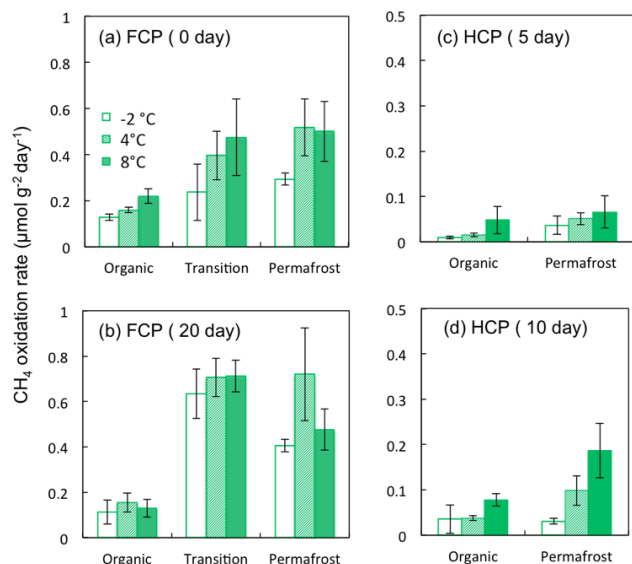 CH4 oxidation rate (μmol g-2 day-1)
(a) FCP ( 0 day)
1
0.8
0.6
0.4
0.2
0
-2 °C
4°C
8°C
Organic Transition Permafrost
(c) HCP ( 5 day)
0.5
0.4
0.3
0.2
0.1
0
Organic Permafrost
(b) FCP ( 20 day)
1
0.8
0.6
0.4
0.2
0
Organic Transition Permafrost
(d) HCP ( 10 day)
0.5
0.4
0.3
0.2
0.1
0
Organic Permafrost